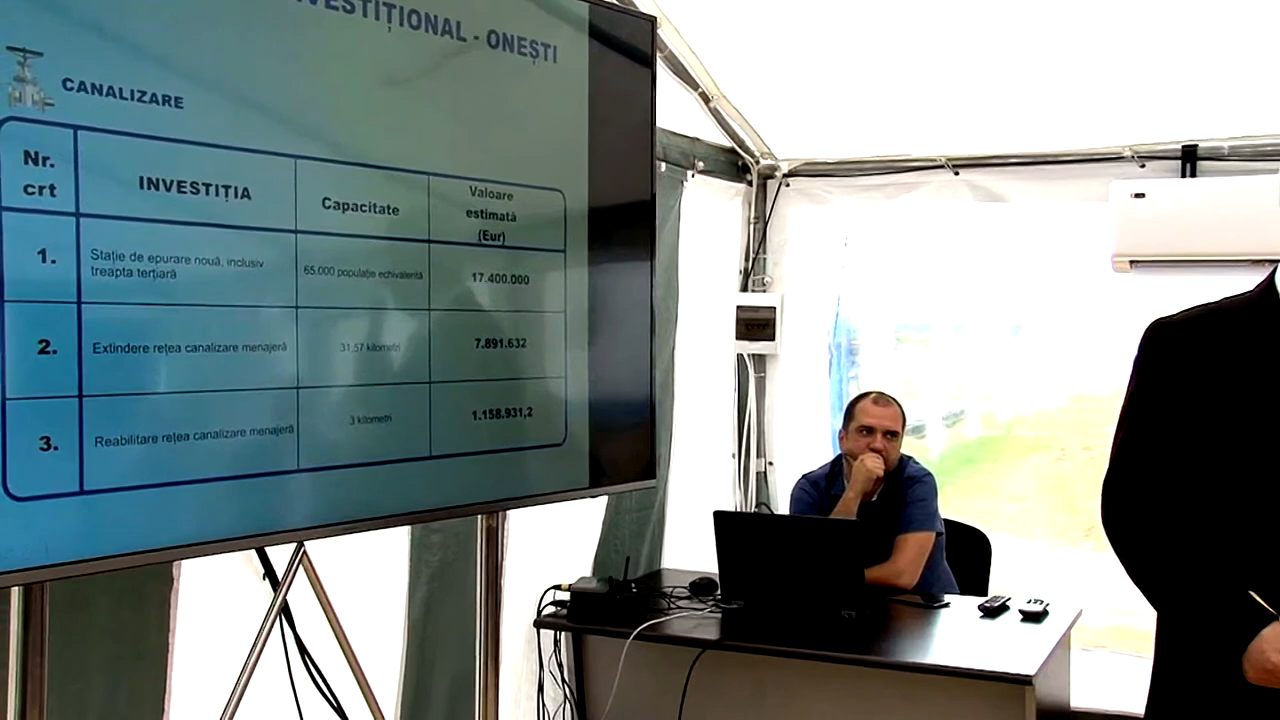 VESTIȚIONAL - ONEȘTI
CANALIZARE
Nr.
crt
INVESTIȚIA
Capacitate
Valoare
estimată
(Eur)
1.
Stație de epurare nouă, inclusiv
treapta terțiară
65.000 populație echivalentă
17.400.000
2.
Extindere rețea canalizare menajeră
31,57 kilometri
7.891.632
3.
Reabilitare rețea canalizare menajeră
3 kilometri
1.158.931,2